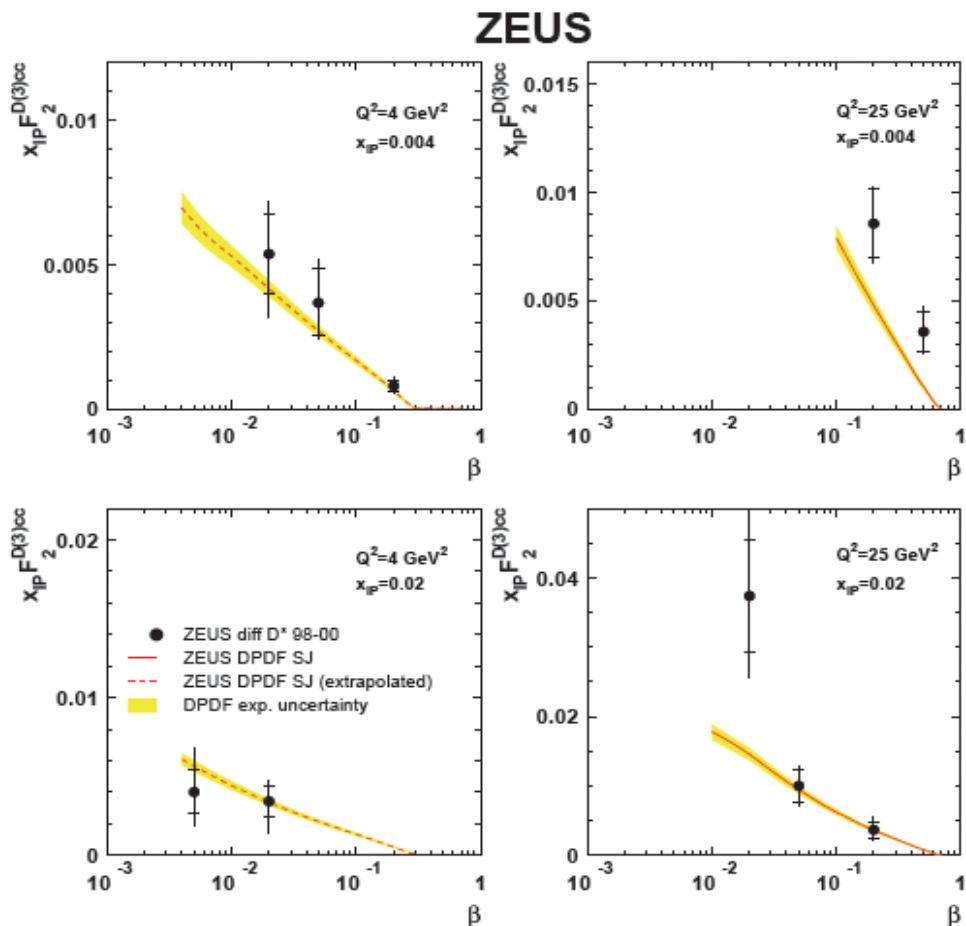 ZEUS
x_IP F_2^D(3)cc
0.01
0.005
0
Q²=4 GeV²
x_IP=0.004
10⁻³ 10⁻² 10⁻¹ 1
β
x_IP F_2^D(3)cc
0.015
0.01
0.005
0
Q²=25 GeV²
x_IP=0.004
10⁻³ 10⁻² 10⁻¹ 1
β
x_IP F_2^D(3)cc
0.02
0.01
0
Q²=4 GeV²
x_IP=0.02
ZEUS diff D* 98-00
ZEUS DPDF SJ
ZEUS DPDF SJ (extrapolated)
DPDF exp. uncertainty
10⁻³ 10⁻² 10⁻¹ 1
β
x_IP F_2^D(3)cc
0.04
0.02
0
Q²=25 GeV²
x_IP=0.02
10⁻³ 10⁻² 10⁻¹ 1
β